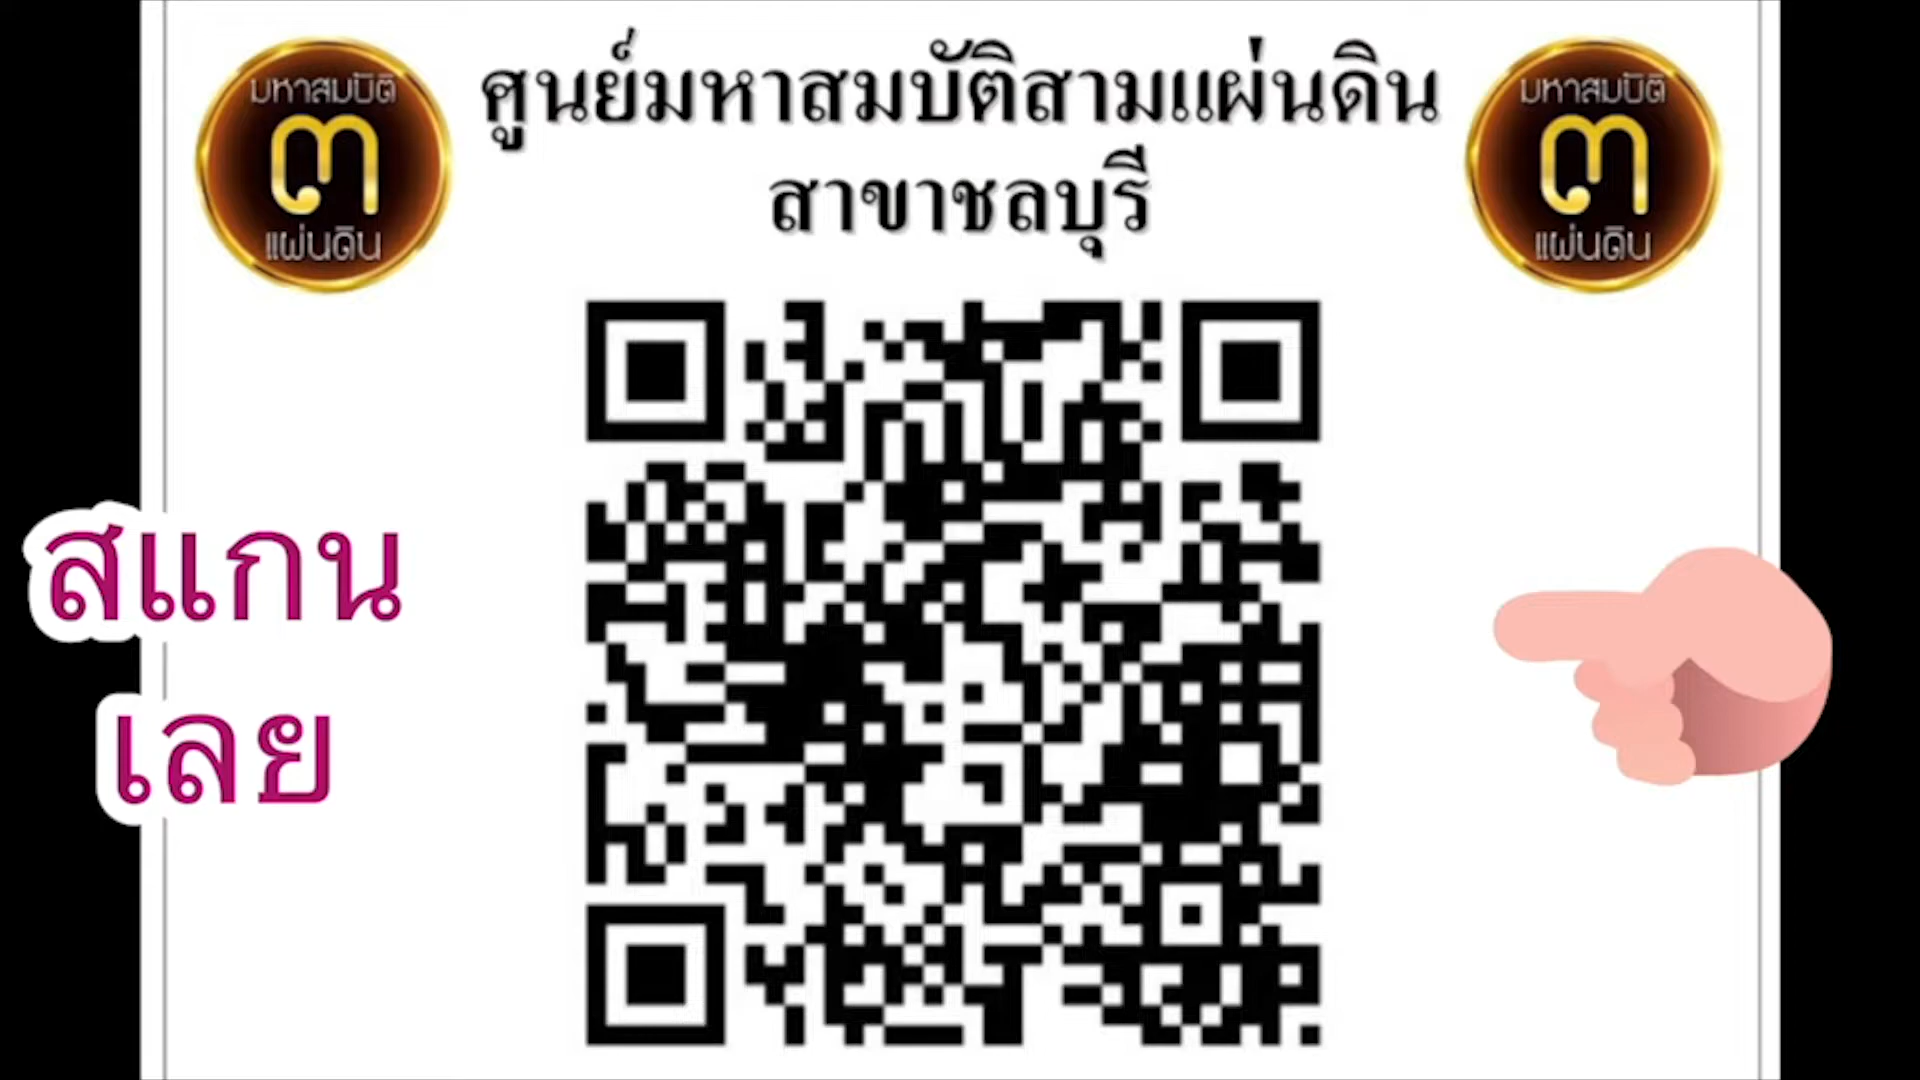 ศูนย์มหาสมบัติสามแผ่นดิน
สาขาชลบุรี
มหาสมบัติ
๓
แผ่นดิน
มหาสมบัติ
๓
แผ่นดิน
สแกน
เลย